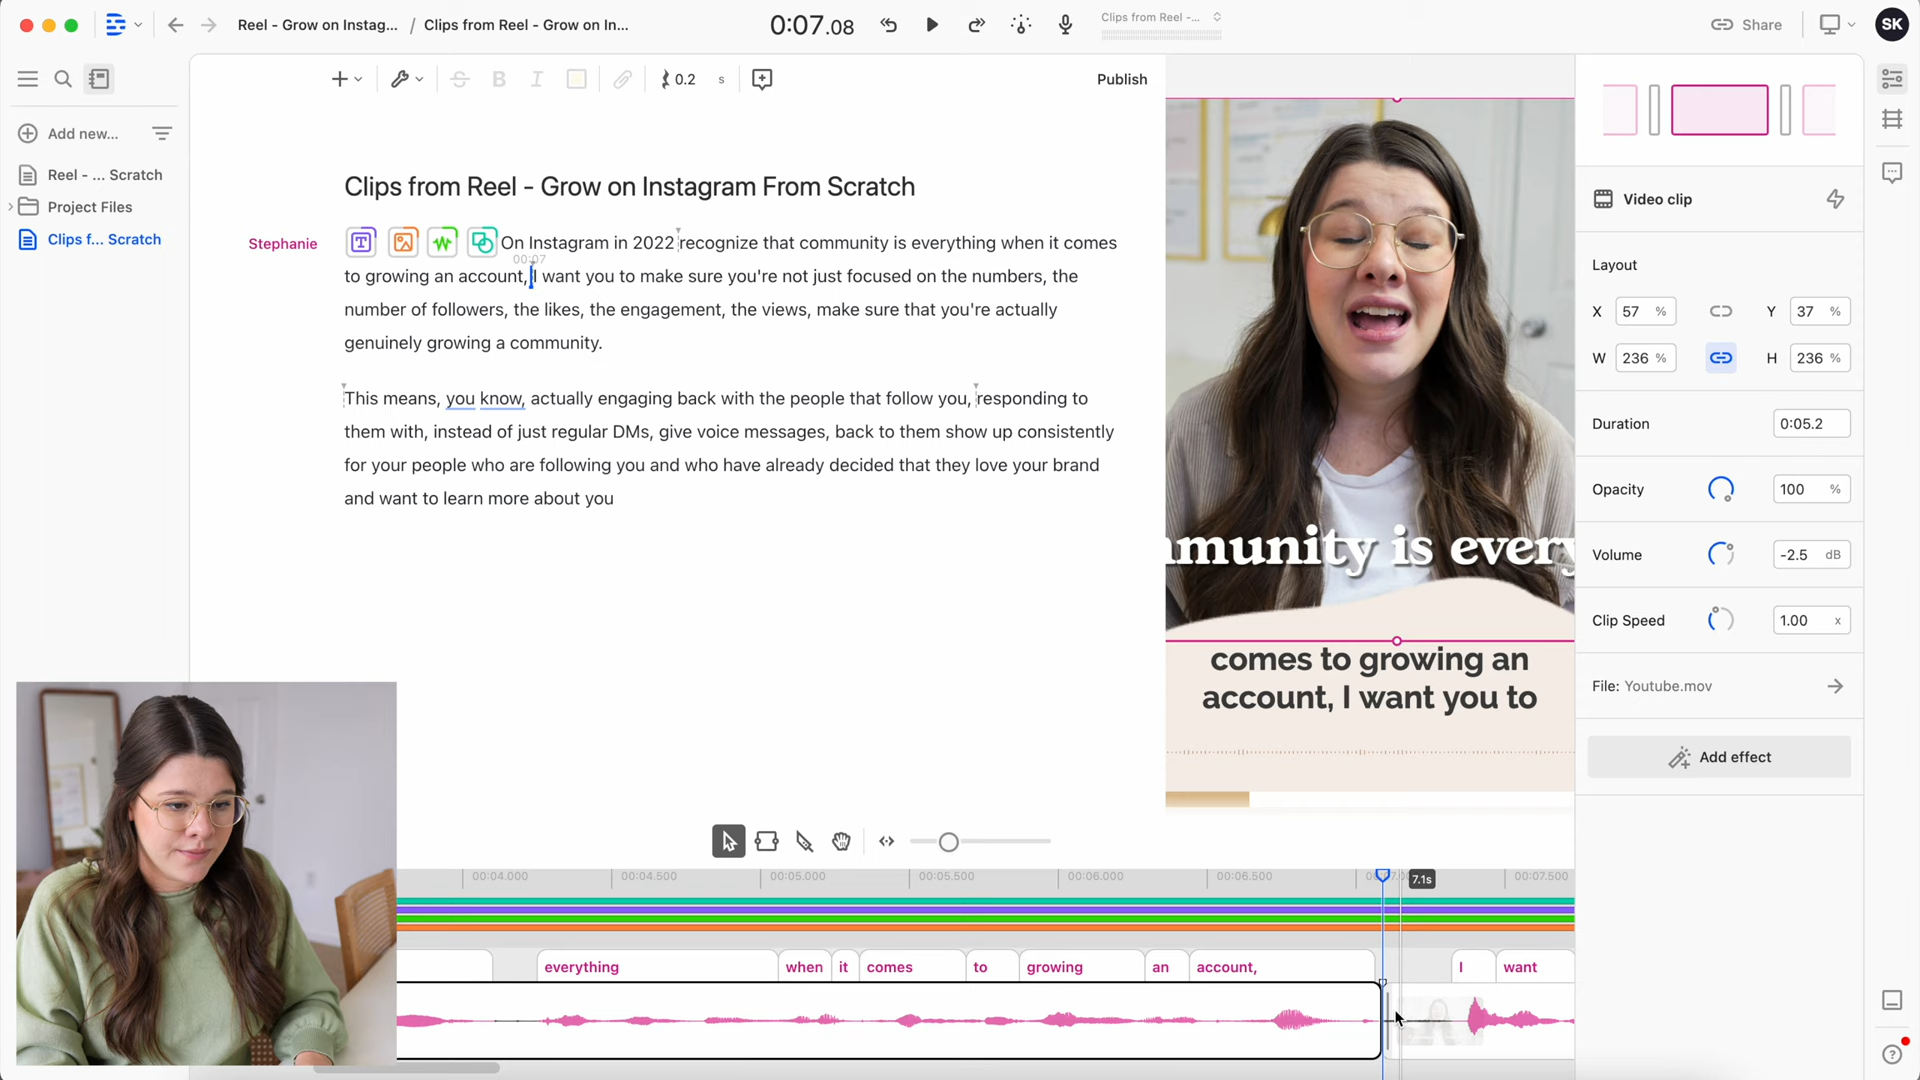 Reel - Grow on Instag... / Clips from Reel - Grow on In...
0:07.08
Clips from Reel -...
Share
SK
0.2 s
Publish
Add new...
Reel - ... Scratch
Project Files
Clips f... Scratch
Clips from Reel - Grow on Instagram From Scratch
Stephanie
On Instagram in 2022 recognize that community is everything when it comes
00:07
to growing an account, I want you to make sure you're not just focused on the numbers, the
number of followers, the likes, the engagement, the views, make sure that you're actually
genuinely growing a community.
This means, you know, actually engaging back with the people that follow you, responding to
them with, instead of just regular DMs, give voice messages, back to them show up consistently
for your people who are following you and who have already decided that they love your brand
and want to learn more about you
mmunity is every
comes to growing an
account, I want you to
Video clip
Layout
X 57 % Y 37 %
W 236 % H 236 %
Duration 0:05.2
Opacity 100 %
Volume -2.5 dB
Clip Speed 1.00 x
File: Youtube.mov
Add effect
00:04.000 00:04.500 00:05.000 00:05.500 00:06.000 00:06.500 7.1s 00:07.500
everything when it comes to growing an account, I want